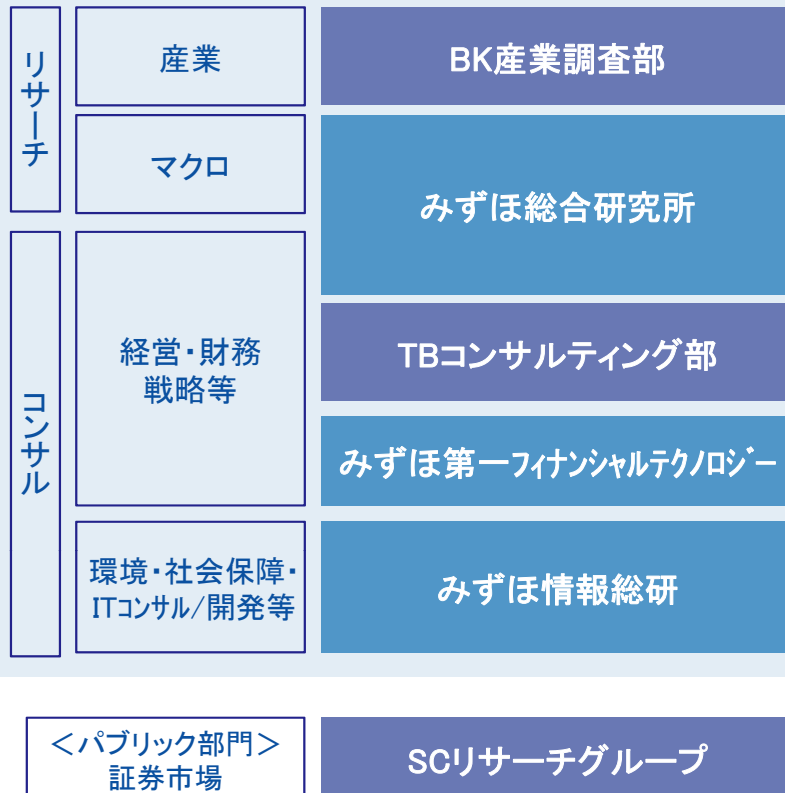 リサーチ
産業
BK産業調査部
マクロ
みずほ総合研究所
コンサル
経営・財務
戦略等
TBコンサルティング部
みずほ第一フィナンシャルテクノロジー
環境・社会保障・
ITコンサル/開発等
みずほ情報総研
＜パブリック部門＞
証券市場
SCリサーチグループ